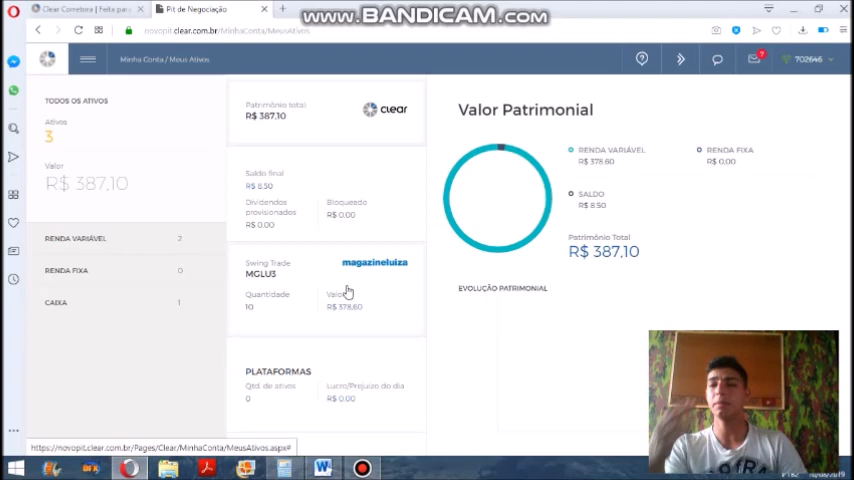 www.BANDICAM.com
Clear Corretora | Feita para
Pit de Negociação
novopit.clear.com.br/MinhaConta/MeusAtivos
Minha Conta / Meus Ativos
7
702646
TODOS OS ATIVOS
Ativos
3
Valor
R$ 387,10
RENDA VARIÁVEL 2
RENDA FIXA 0
CAIXA 1
Patrimônio total:
R$ 387,10
clear
Saldo final
R$ 8,50
Dividendos provisionados
R$ 0,00
Bloqueado
R$ 0,00
Swing Trade
MGLU3
magazineluiza
Quantidade
10
Valor
R$ 378,60
PLATAFORMAS
Qtd. de ativos
0
Lucro/Prejuízo do dia
R$ 0,00
Valor Patrimonial
RENDA VARIÁVEL
R$ 378,60
RENDA FIXA
R$ 0,00
SALDO
R$ 8,50
Patrimônio Total
R$ 387,10
EVOLUÇÃO PATRIMONIAL
https://novopit.clear.com.br/Pages/Clear/MinhaConta/MeusAtivos.aspx#